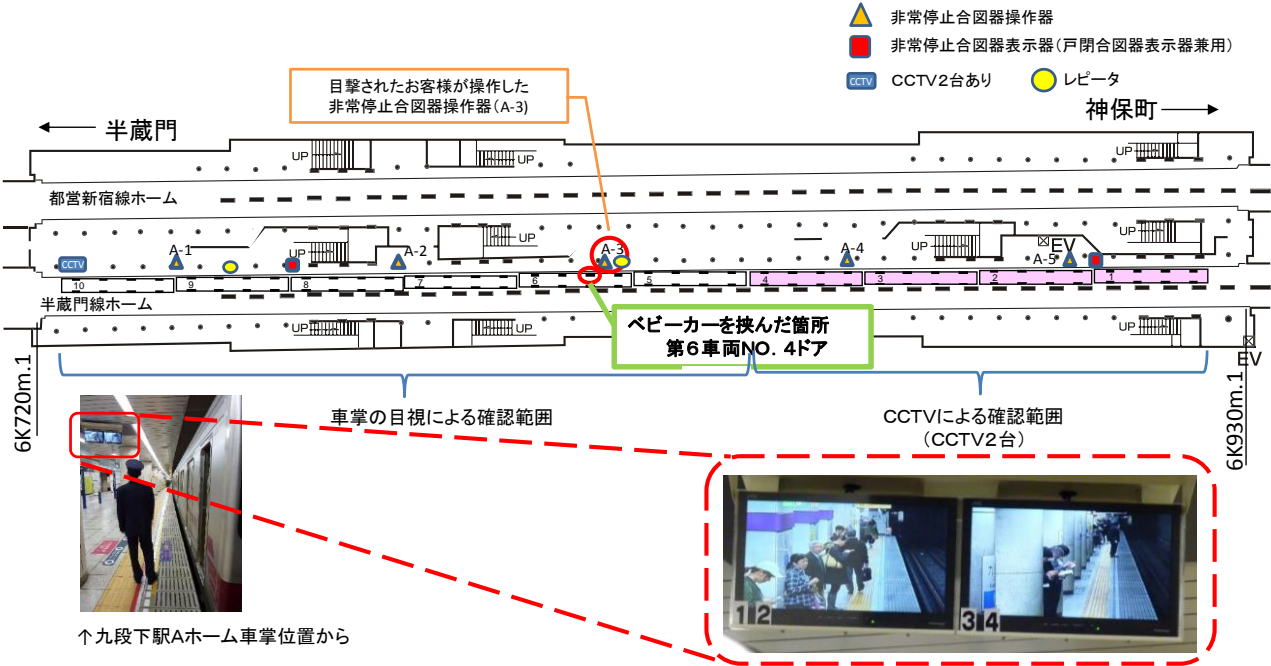 非常停止合図器操作器
非常停止合図器表示器(戸閉合図器表示器兼用)
CCTV
CCTV2台あり
レピータ
目撃されたお客様が操作した
非常停止合図器操作器(A-3)
半蔵門
神保町
UP
UP
UP
都営新宿線ホーム
UP
UP
UP
UP
A-1
A-2
A-3
A-4
A-5
EV
CCTV
10
9
8
7
6
5
4
3
2
1
半蔵門線ホーム
UP
UP
UP
EV
ベビーカーを挟んだ箇所
第6車両NO.4ドア
6K720m.1
6K930m.1
車掌の目視による確認範囲
CCTVによる確認範囲
(CCTV2台)
1 2
3 4
↑九段下駅Aホーム車掌位置から